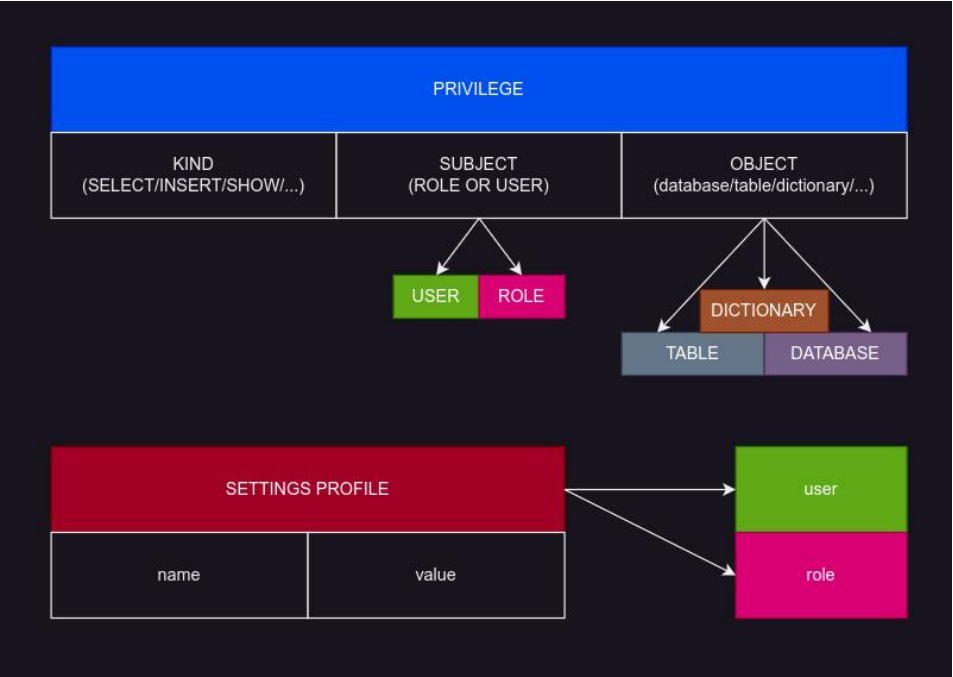 PRIVILEGE
KIND
(SELECT/INSERT/SHOW/...)
SUBJECT
(ROLE OR USER)
OBJECT
(database/table/dictionary/...)
USER
ROLE
DICTIONARY
TABLE
DATABASE
SETTINGS PROFILE
name
value
user
role